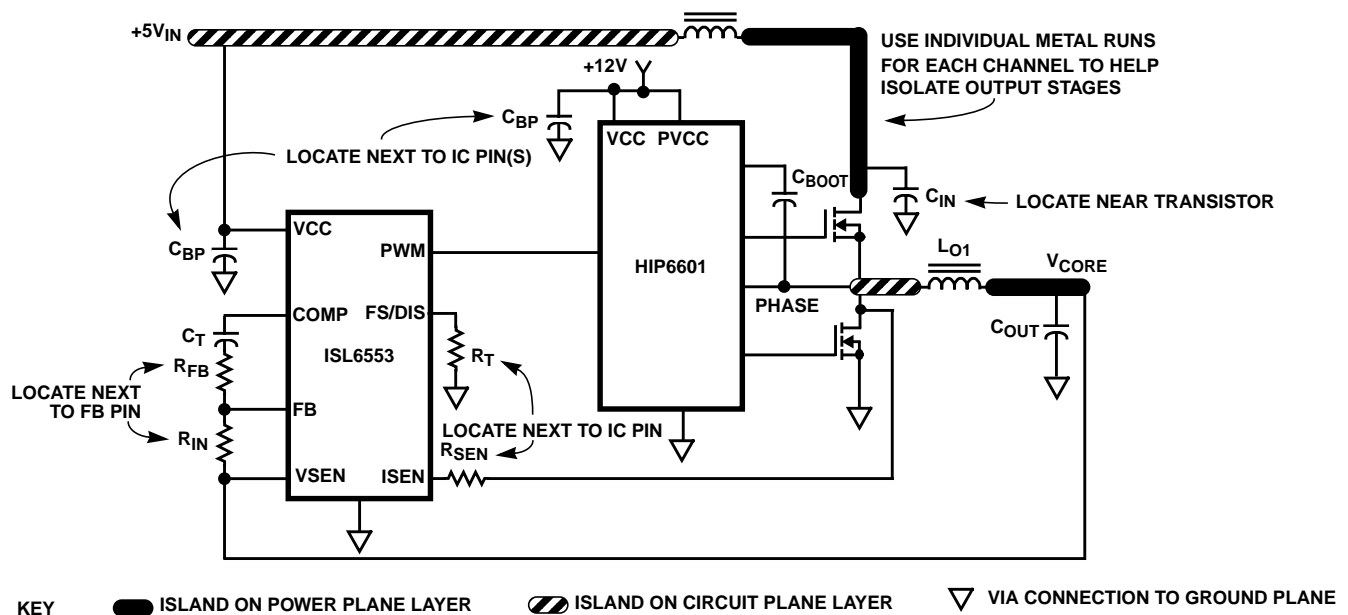 +5VIN
USE INDIVIDUAL METAL RUNS
FOR EACH CHANNEL TO HELP
ISOLATE OUTPUT STAGES
+12V
CBP
VCC PVCC
LOCATE NEXT TO IC PIN(S)
CBOOT
CIN
LOCATE NEAR TRANSISTOR
VCC
CBP
PWM
HIP6601
LO1
VCORE
PHASE
COMP
FS/DIS
CT
ISL6553
RT
COUT
RFB
LOCATE NEXT
TO FB PIN
FB
RIN
LOCATE NEXT TO IC PIN
RSEN
VSEN
ISEN
KEY
ISLAND ON POWER PLANE LAYER
ISLAND ON CIRCUIT PLANE LAYER
VIA CONNECTION TO GROUND PLANE